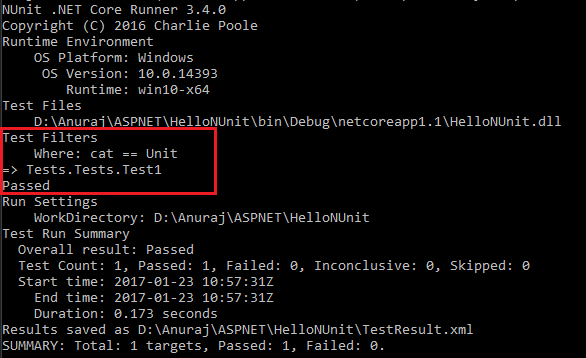 NUnit .NET Core Runner 3.4.0
Copyright (C) 2016 Charlie Poole
Runtime Environment
    OS Platform: Windows
     OS Version: 10.0.14393
        Runtime: win10-x64
Test Files
    D:\Anuraj\ASPNET\HelloNUnit\bin\Debug\netcoreapp1.1\HelloNUnit.dll
Test Filters
    Where: cat == Unit
=> Tests.Tests.Test1
Passed
Run Settings
    WorkDirectory: D:\Anuraj\ASPNET\HelloNUnit
Test Run Summary
  Overall result: Passed
  Test Count: 1, Passed: 1, Failed: 0, Inconclusive: 0, Skipped: 0
  Start time: 2017-01-23 10:57:31Z
    End time: 2017-01-23 10:57:31Z
    Duration: 0.173 seconds
Results saved as D:\Anuraj\ASPNET\HelloNUnit\TestResult.xml
SUMMARY: Total: 1 targets, Passed: 1, Failed: 0.